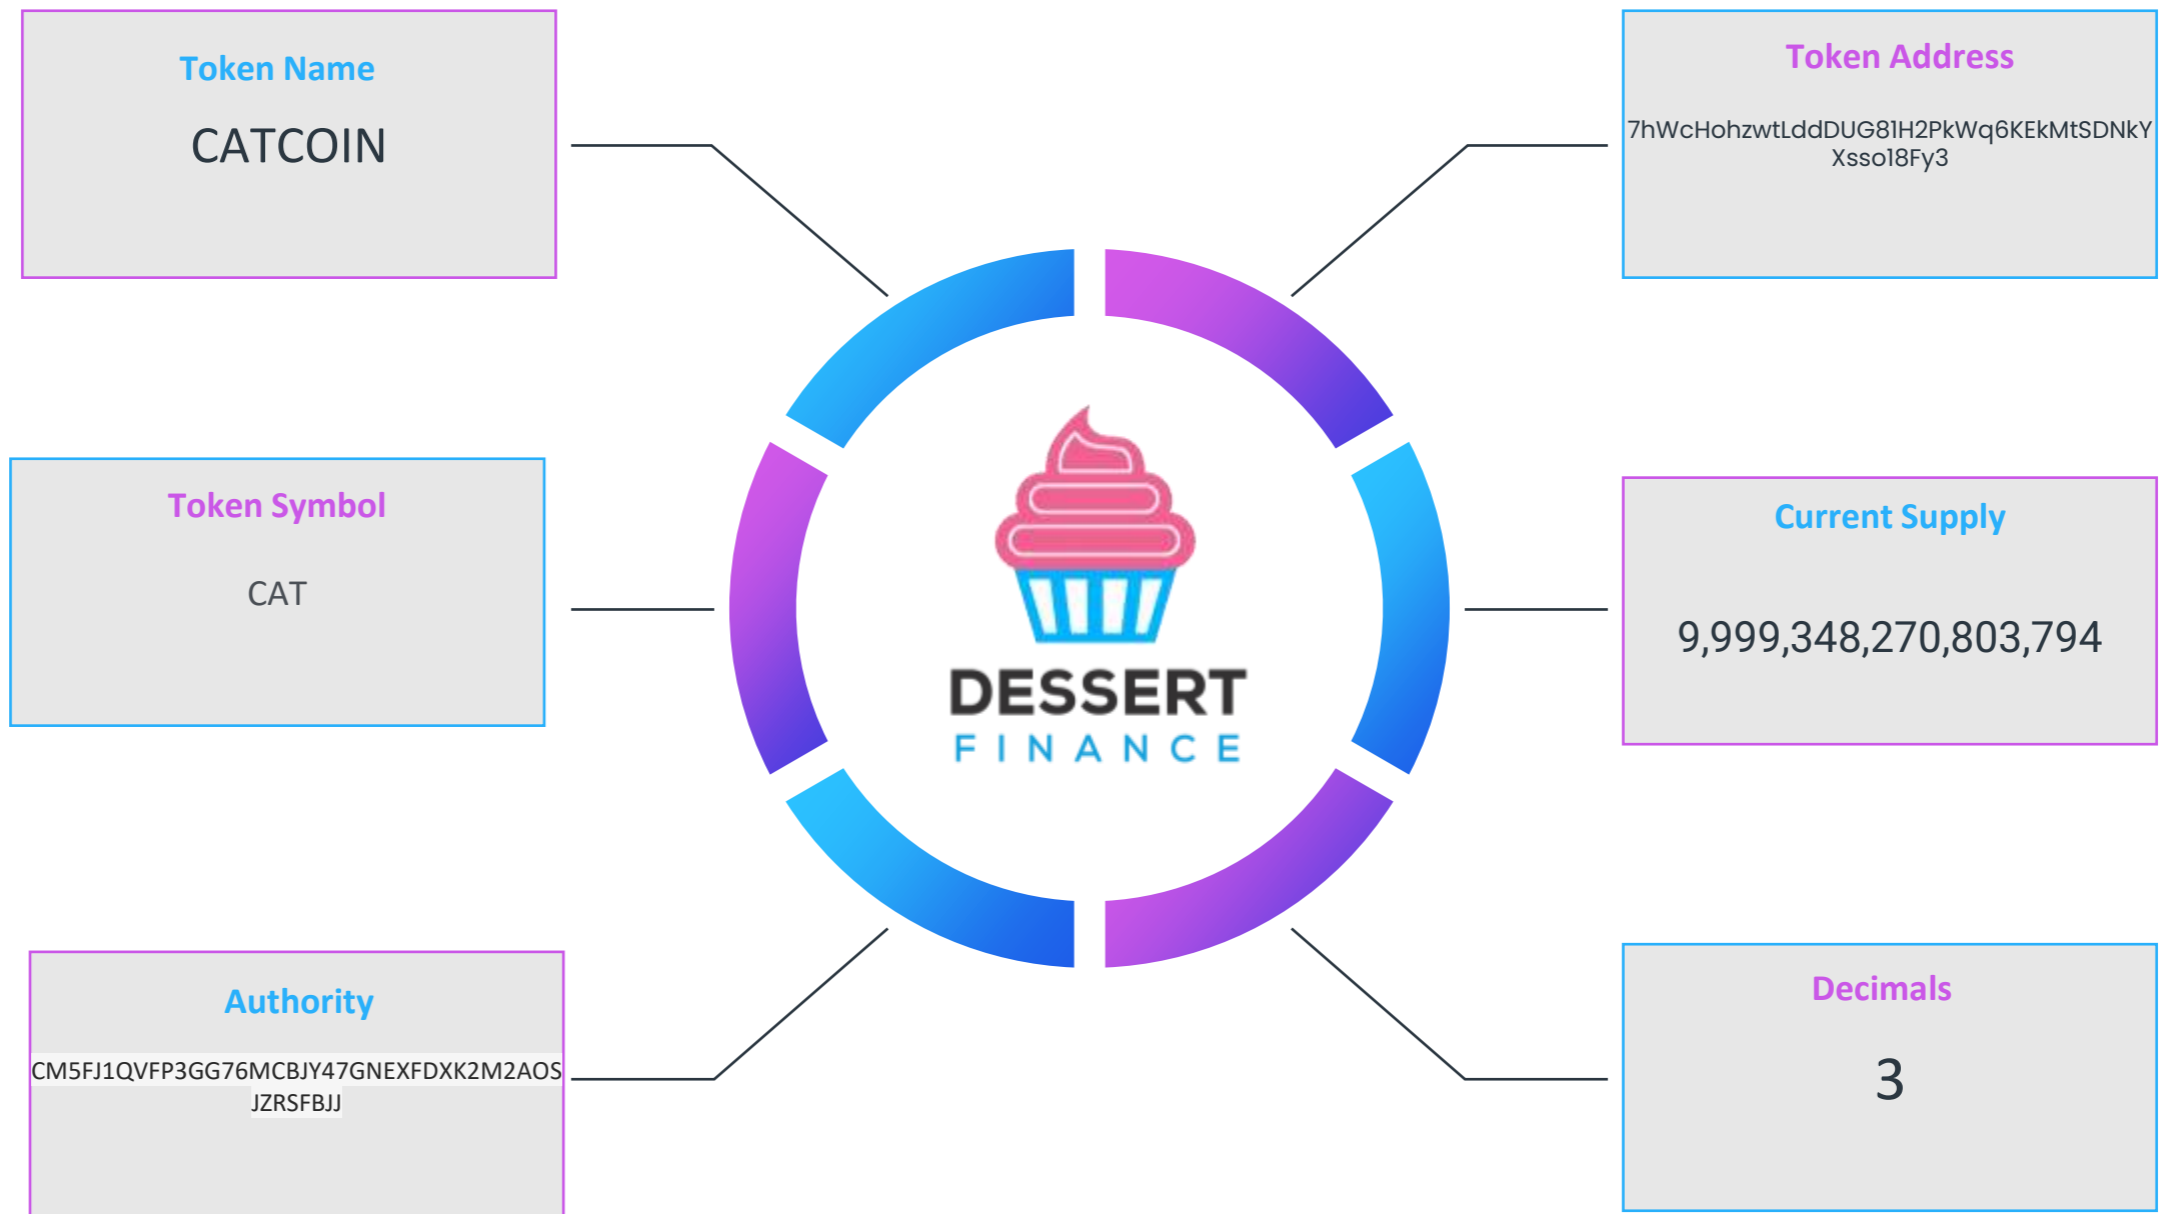 Token Name
CATCOIN
Token Address
7hWcHohzwtLddDUG81H2PkWq6KEkMtSDNkY
Xsso18Fy3
Token Symbol
CAT
Current Supply
9,999,348,270,803,794
DESSERT
FINANCE
Authority
CM5FJ1QVFP3GG76MCBJY47GNEXFDXK2M2AOS
JZRSFBJJ
Decimals
3